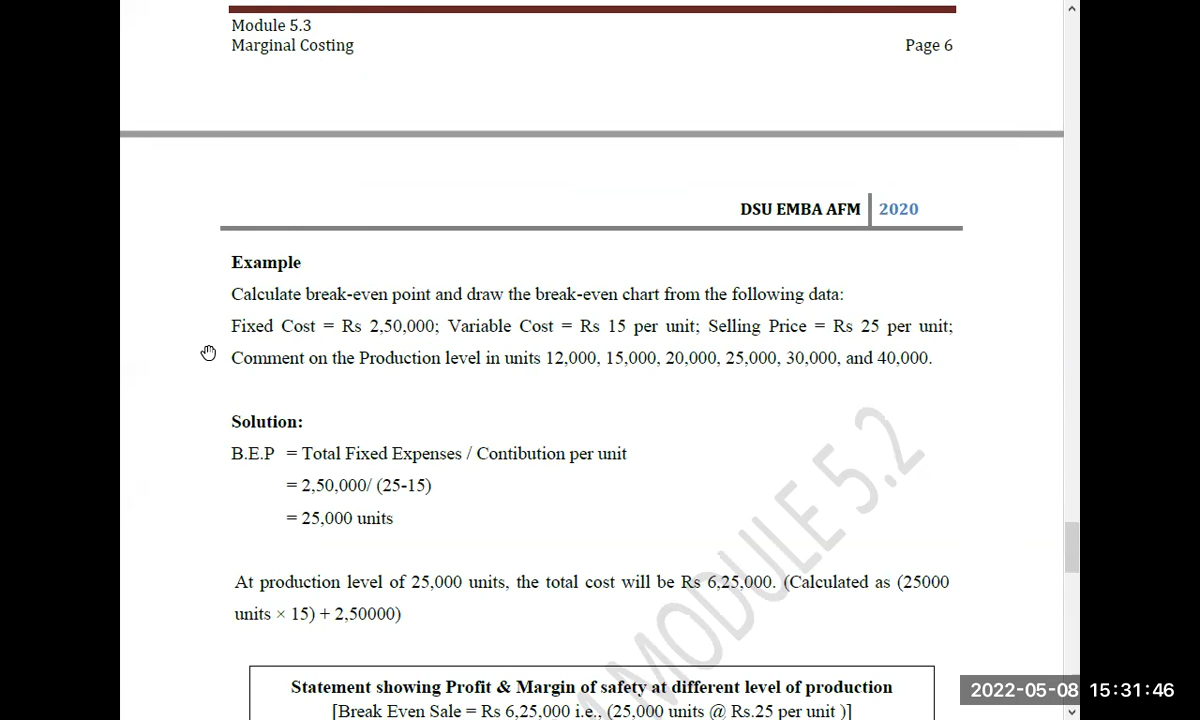 Module 5.3
Marginal Costing Page 6
DSU EMBA AFM 2020
Example
Calculate break-even point and draw the break-even chart from the following data:
Fixed Cost = Rs 2,50,000; Variable Cost = Rs 15 per unit; Selling Price = Rs 25 per unit;
Comment on the Production level in units 12,000, 15,000, 20,000, 25,000, 30,000, and 40,000.
Solution:
B.E.P = Total Fixed Expenses / Contibution per unit
= 2,50,000/ (25-15)
= 25,000 units
At production level of 25,000 units, the total cost will be Rs 6,25,000. (Calculated as (25000
units × 15) + 2,50000)
MODULE 5.2
Statement showing Profit & Margin of safety at different level of production
[Break Even Sale = Rs 6,25,000 i.e., (25,000 units @ Rs.25 per unit )]
2022-05-08 15:31:46